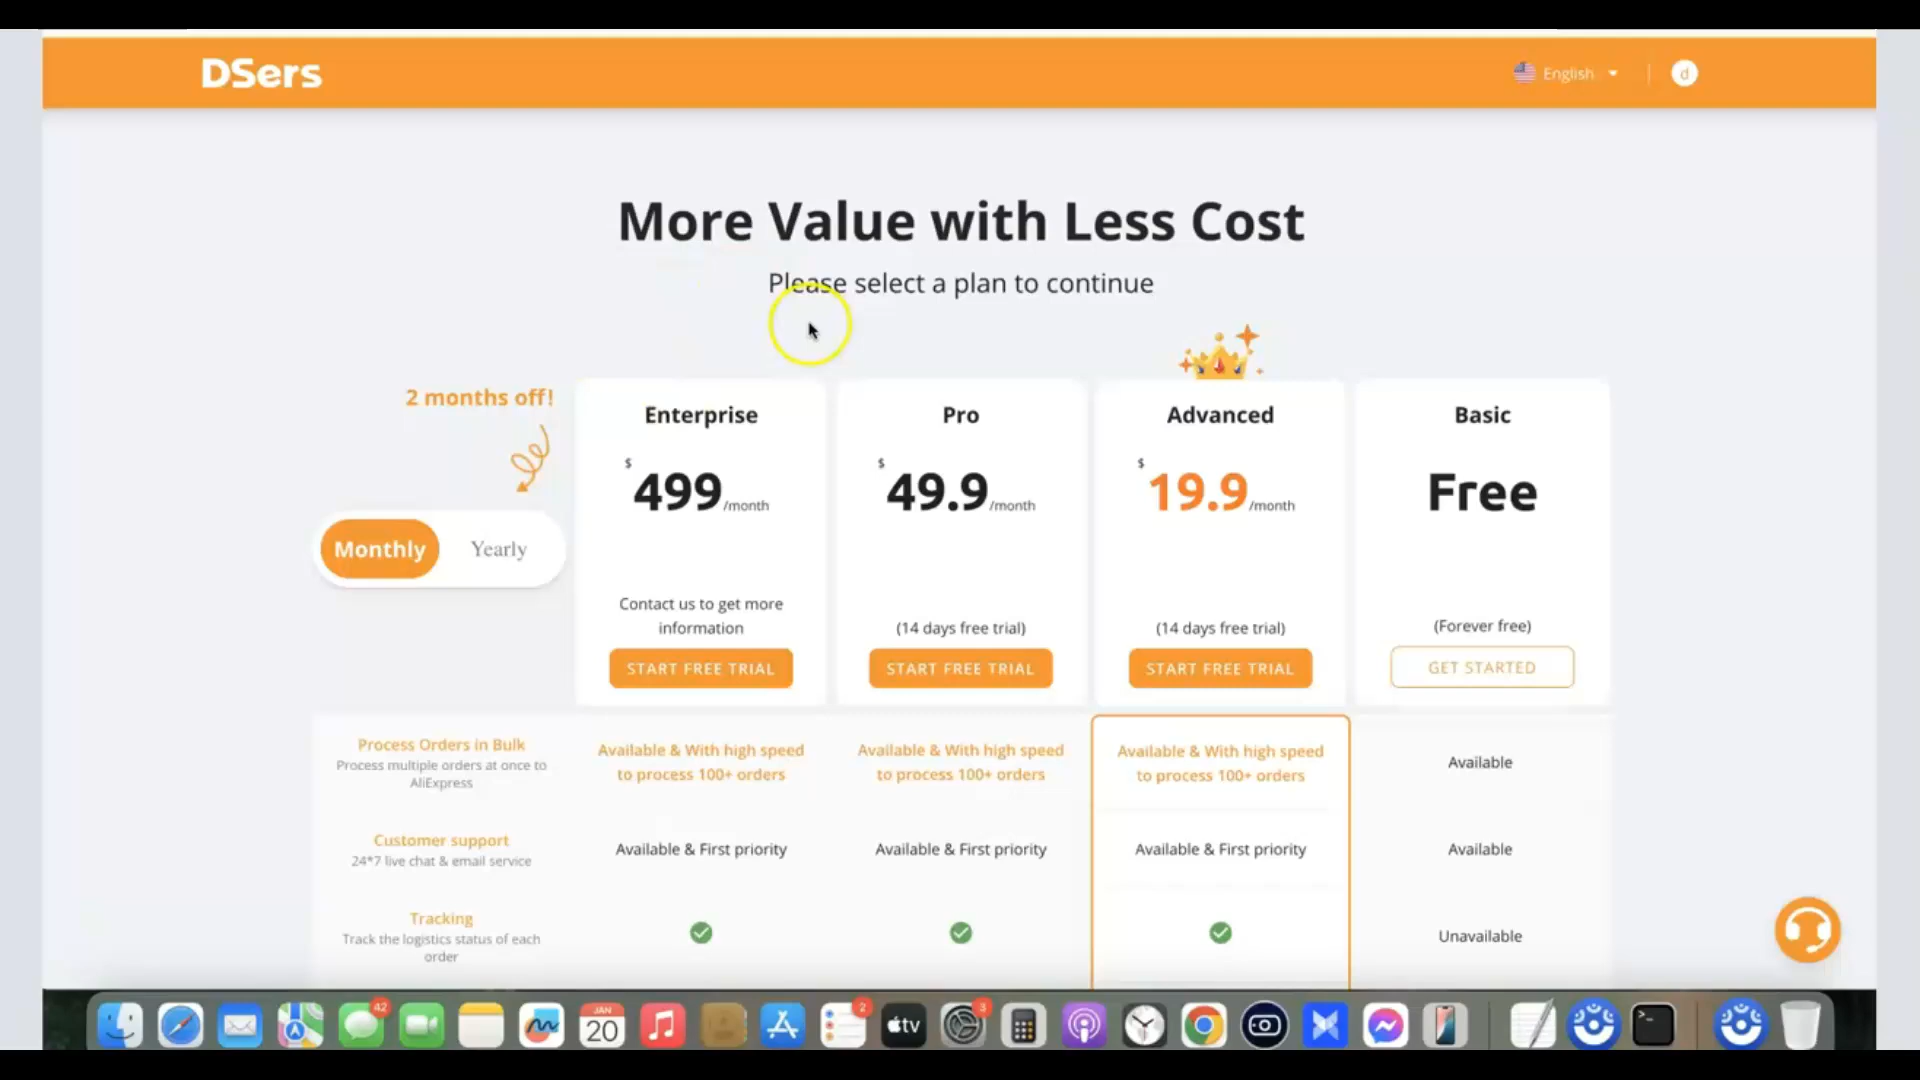 DSers
English
d
More Value with Less Cost
Please select a plan to continue
2 months off!
Monthly
Yearly
Enterprise
$
499 /month
Contact us to get more
information
START FREE TRIAL
Pro
$
49.9 /month
(14 days free trial)
START FREE TRIAL
Advanced
$
19.9 /month
(14 days free trial)
START FREE TRIAL
Basic
Free
(Forever free)
GET STARTED
Process Orders in Bulk
Process multiple orders at once to
AliExpress
Available & With high speed
to process 100+ orders
Available & With high speed
to process 100+ orders
Available & With high speed
to process 100+ orders
Available
Customer support
24*7 live chat & email service
Available & First priority
Available & First priority
Available & First priority
Available
Tracking
Track the logistics status of each
order
Unavailable
42
JAN
20
2
tv
3
>_